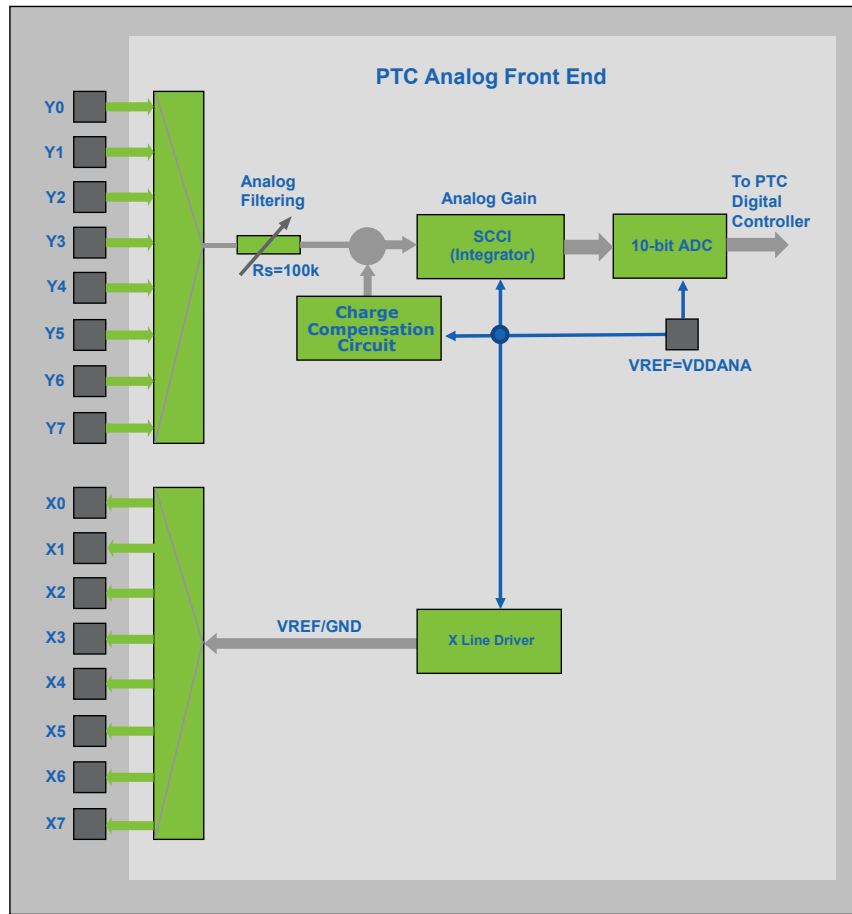 PTC Analog Front End
Y0
Y1
Y2
Y3
Y4
Y5
Y6
Y7
Analog
Filtering
Rs=100k
Analog Gain
SCCI
(Integrator)
10-bit ADC
To PTC
Digital
Controller
Charge
Compensation
Circuit
VREF=VDDANA
X0
X1
X2
X3
X4
X5
X6
X7
VREF/GND
X Line Driver